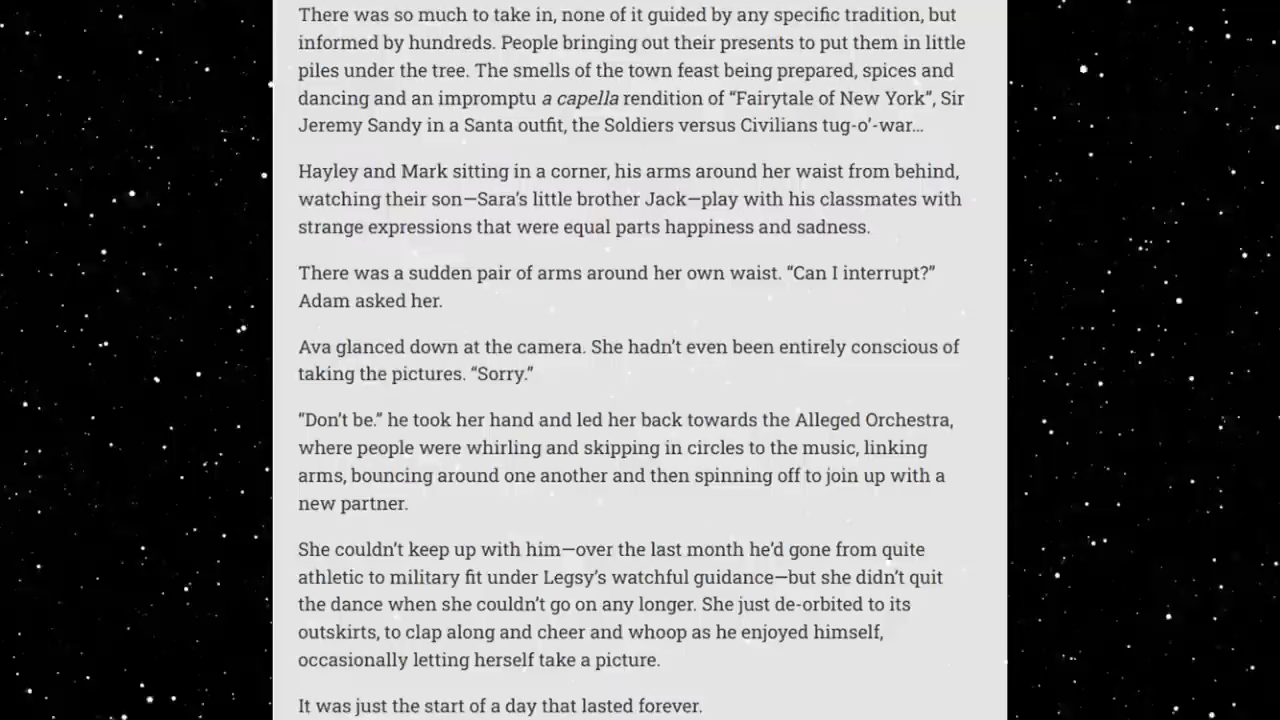 There was so much to take in, none of it guided by any specific tradition, but
informed by hundreds. People bringing out their presents to put them in little
piles under the tree. The smells of the town feast being prepared, spices and
dancing and an impromptu a capella rendition of “Fairytale of New York”, Sir
Jeremy Sandy in a Santa outfit, the Soldiers versus Civilians tug-o’-war…
Hayley and Mark sitting in a corner, his arms around her waist from behind,
watching their son—Sara’s little brother Jack—play with his classmates with
strange expressions that were equal parts happiness and sadness.
There was a sudden pair of arms around her own waist. “Can I interrupt?”
Adam asked her.
Ava glanced down at the camera. She hadn’t even been entirely conscious of
taking the pictures. “Sorry.”
“Don’t be.” he took her hand and led her back towards the Alleged Orchestra,
where people were whirling and skipping in circles to the music, linking
arms, bouncing around one another and then spinning off to join up with a
new partner.
She couldn’t keep up with him—over the last month he’d gone from quite
athletic to military fit under Legsy’s watchful guidance—but she didn’t quit
the dance when she couldn’t go on any longer. She just de-orbited to its
outskirts, to clap along and cheer and whoop as he enjoyed himself,
occasionally letting herself take a picture.
It was just the start of a day that lasted forever.